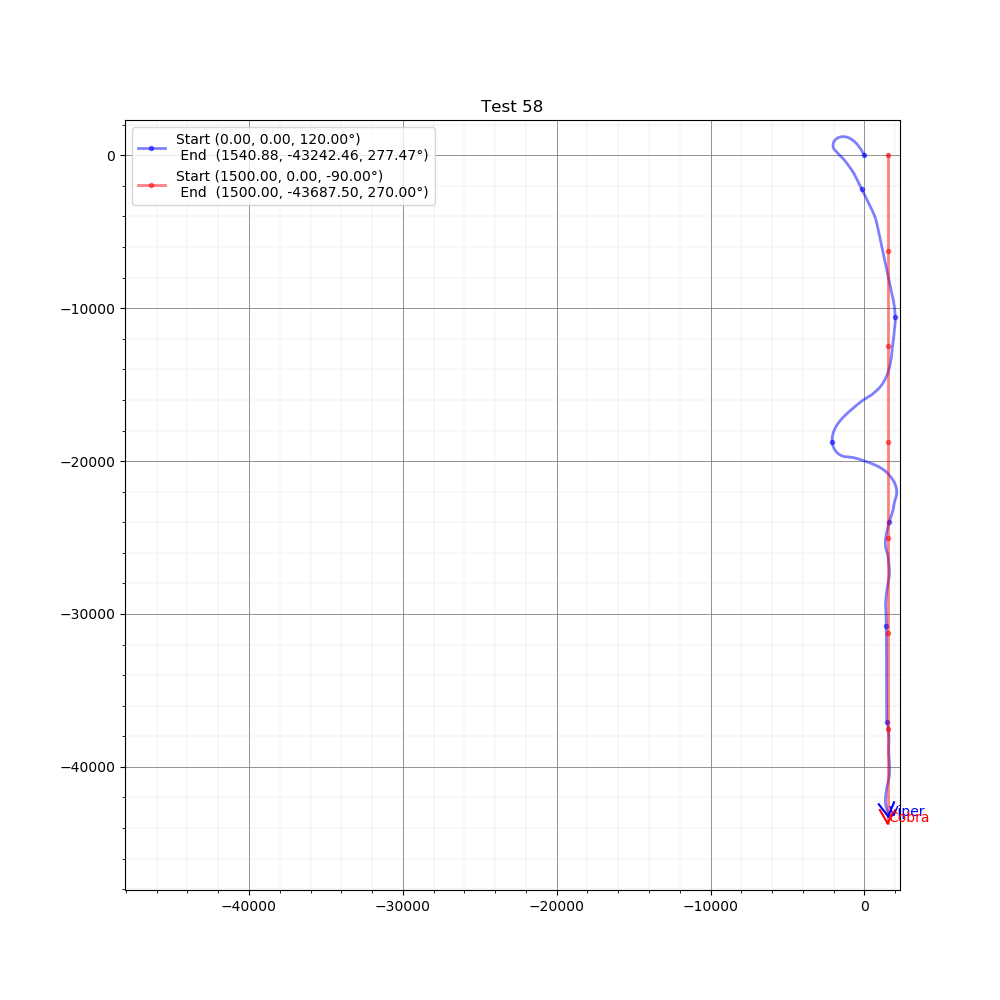 Test 58
Start (0.00, 0.00, 120.00°)
End (1540.88, -43242.46, 277.47°)
Start (1500.00, 0.00, -90.00°)
End (1500.00, -43687.50, 270.00°)
0
−10000
−20000
−30000
−40000
Viper
Cobra
−40000 −30000 −20000 −10000 0